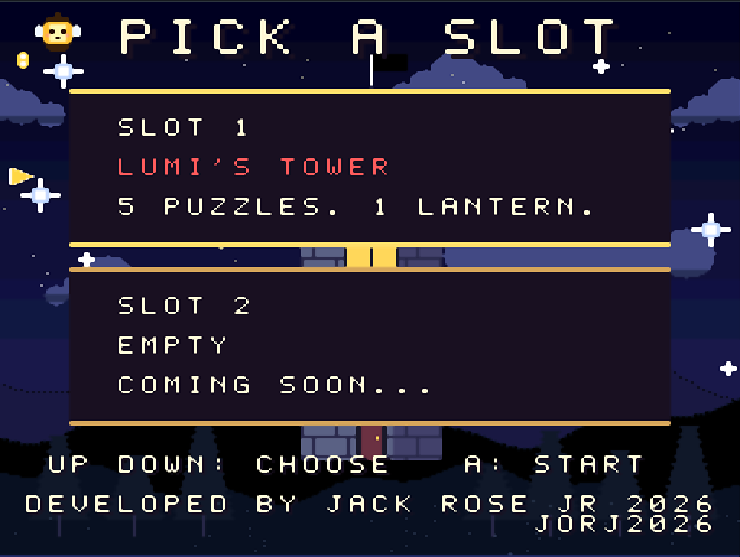 PICK A SLOT
SLOT 1
LUMI'S TOWER
5 PUZZLES. 1 LANTERN.
SLOT 2
EMPTY
COMING SOON...
UP DOWN: CHOOSE A: START
DEVELOPED BY JACK ROSE JR 2026
JORJ2026